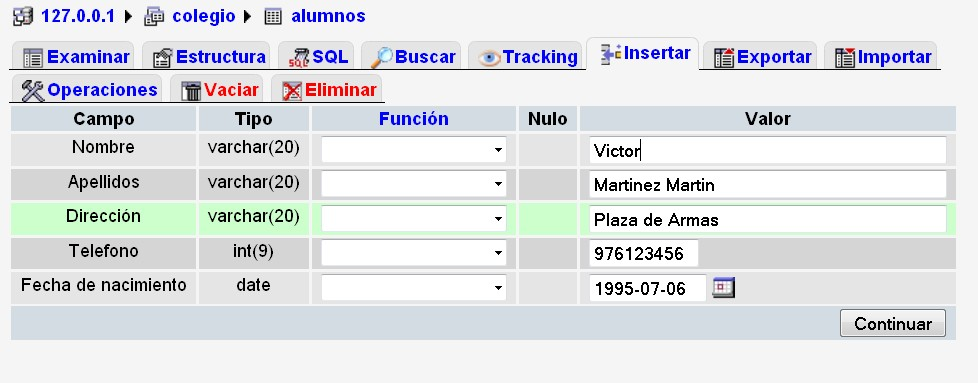 127.0.0.1 ▶ colegio ▶ alumnos
Examinar Estructura SQL Buscar Tracking Insertar Exportar Importar
Operaciones Vaciar Eliminar
Campo Tipo Función Nulo Valor
Nombre varchar(20) Victor
Apellidos varchar(20) Martinez Martin
Dirección varchar(20) Plaza de Armas
Telefono int(9) 976123456
Fecha de nacimiento date 1995-07-06
Continuar